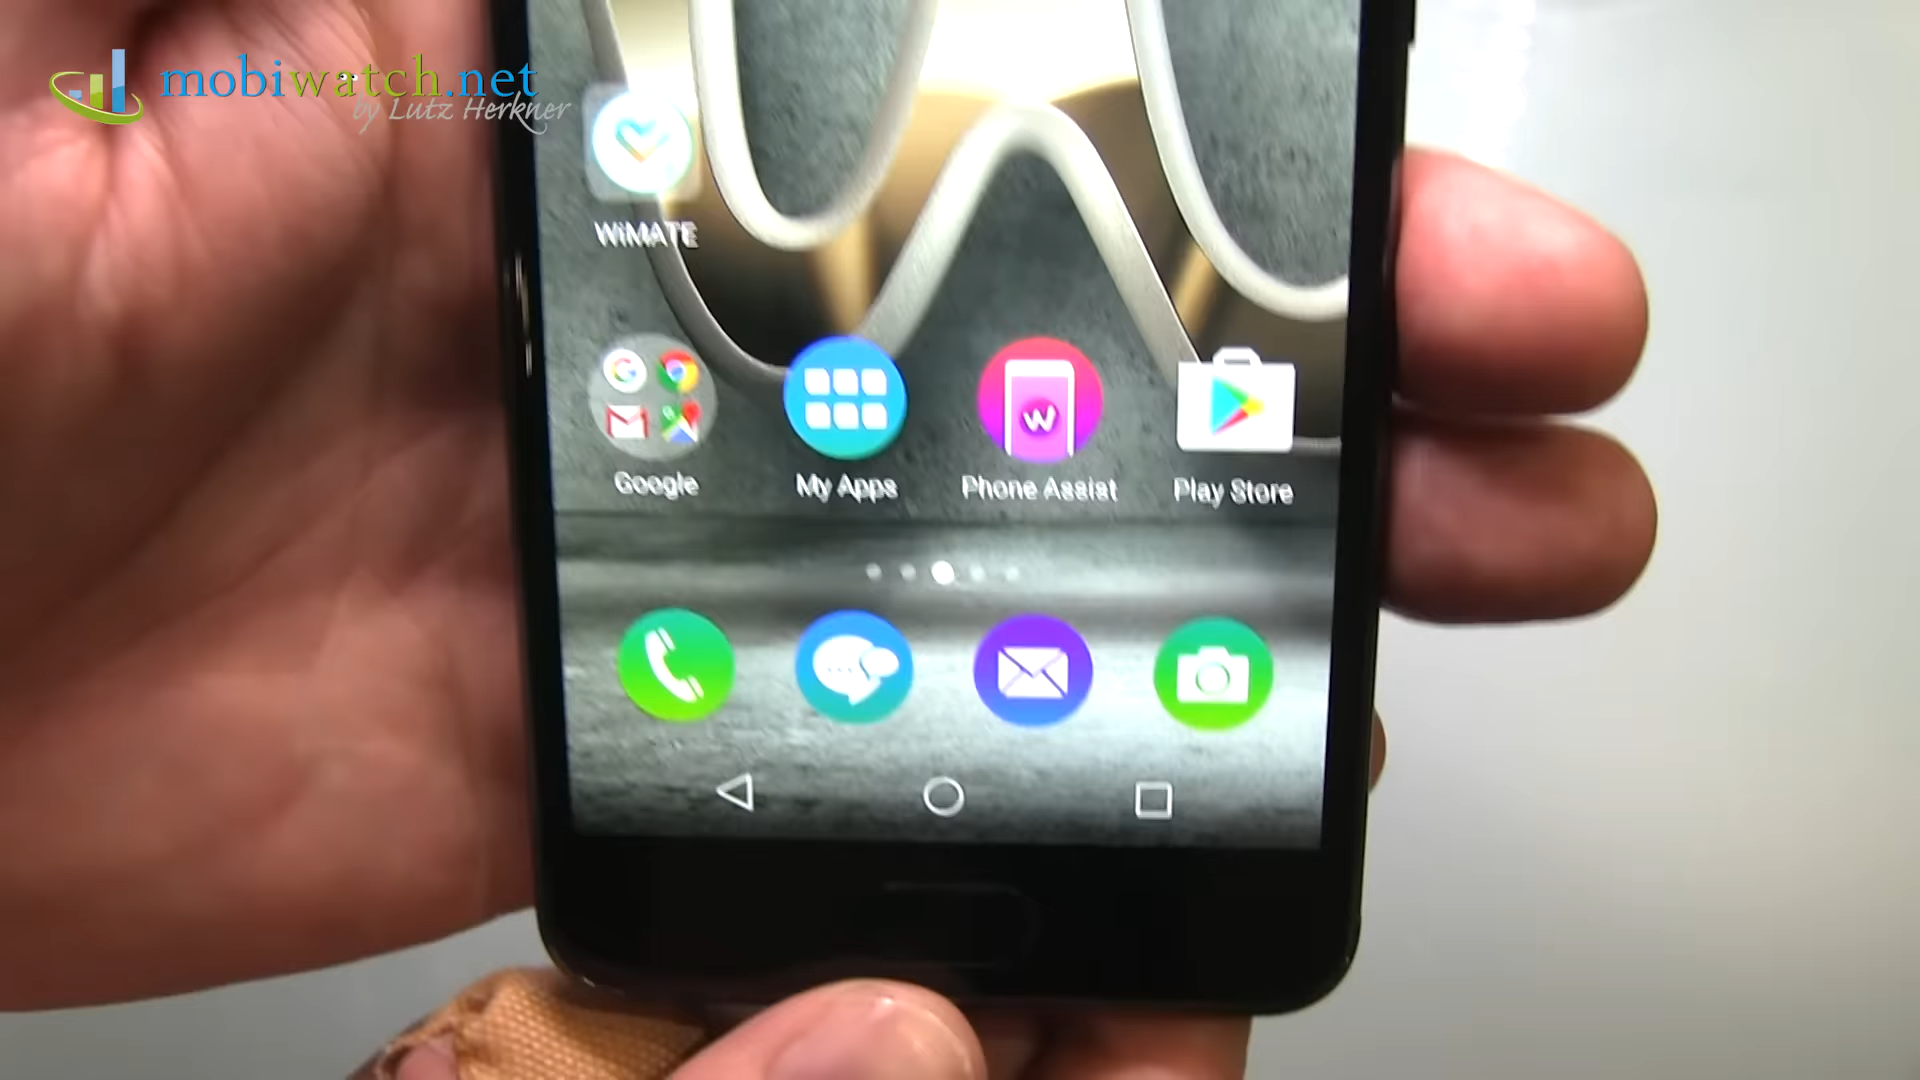 mobiwatch.net
by Lutz Herkner
WiMATE
Google
My Apps
Phone Assist
Play Store